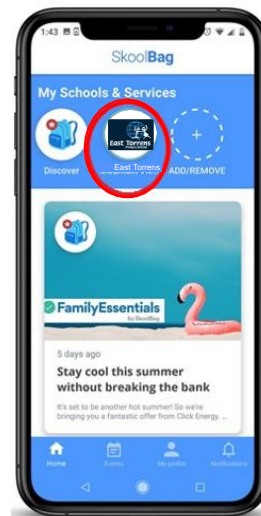 1:43
SkoolBag
My Schools & Services
East Torrens
Discover
East Torrens
ADD/REMOVE
FamilyEssentials
by SkoolBag
5 days ago
Stay cool this summer
without breaking the bank
It's set to be another hot summer! So we're
bringing you a fantastic offer from Click Energy. ...
Home
Events
My profile
Notifications